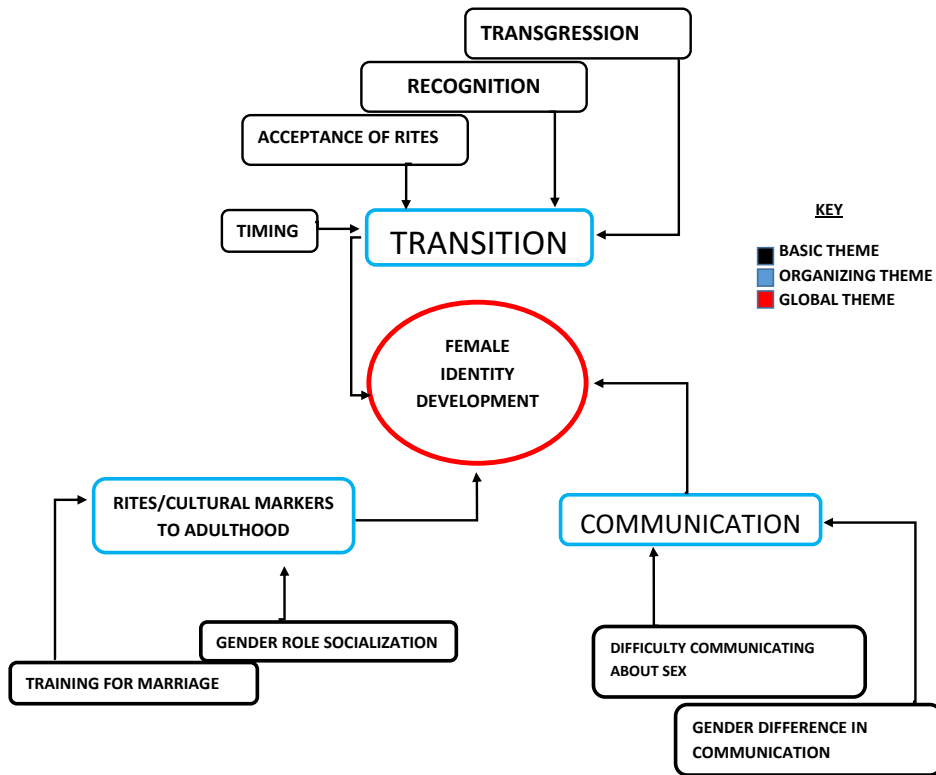 TRANSGRESSION
RECOGNITION
ACCEPTANCE OF RITES
TIMING
TRANSITION
KEY
BASIC THEME
ORGANIZING THEME
GLOBAL THEME
FEMALE
IDENTITY
DEVELOPMENT
RITES/CULTURAL MARKERS
TO ADULTHOOD
COMMUNICATION
GENDER ROLE SOCIALIZATION
TRAINING FOR MARRIAGE
DIFFICULTY COMMUNICATING
ABOUT SEX
GENDER DIFFERENCE IN
COMMUNICATION